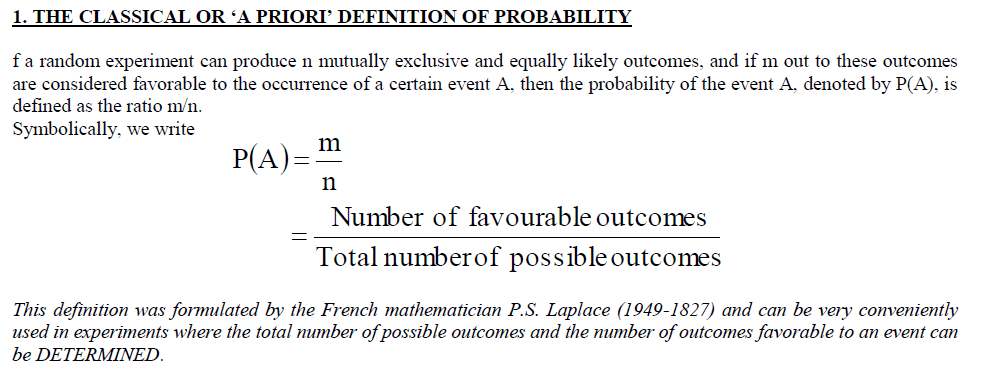 1. THE CLASSICAL OR ‘A PRIORI’ DEFINITION OF PROBABILITY
f a random experiment can produce n mutually exclusive and equally likely outcomes, and if m out to these outcomes
are considered favorable to the occurrence of a certain event A, then the probability of the event A, denoted by P(A), is
defined as the ratio m/n.
Symbolically, we write
P(A) = m
n
= Number of favourable outcomes
Total number of possible outcomes
This definition was formulated by the French mathematician P.S. Laplace (1949-1827) and can be very conveniently
used in experiments where the total number of possible outcomes and the number of outcomes favorable to an event can
be DETERMINED.